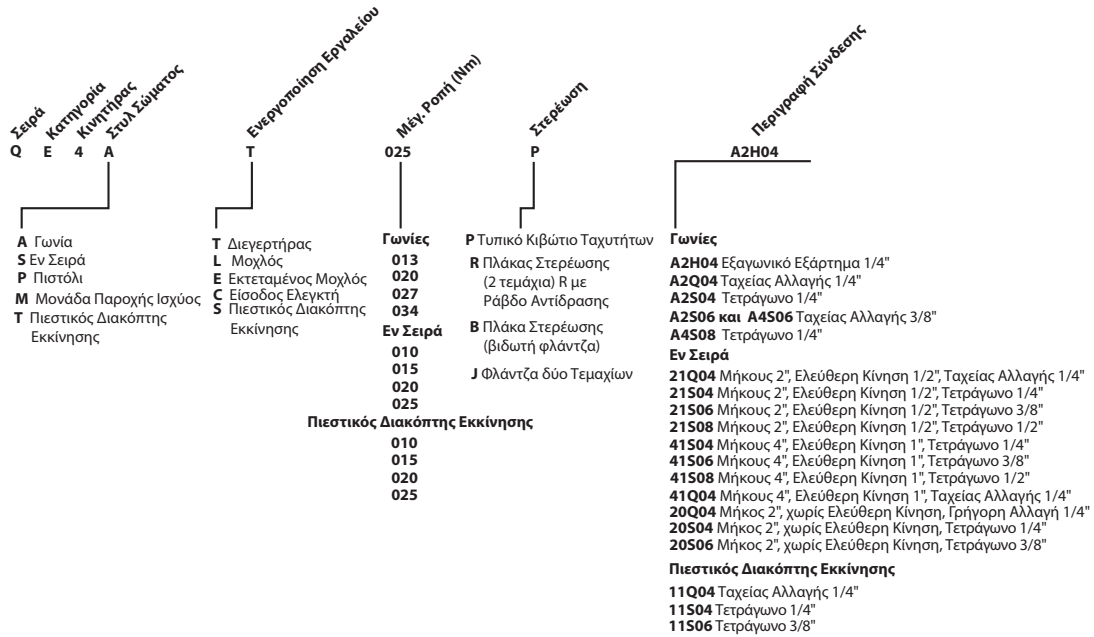 Σειρά
Κατηγορία
Κινητήρας
Στυλ Σώματος
Ενεργοποίηση Εργαλείου
Μέγ. Ροπή (Nm)
Στερέωση
Περιγραφή Σύνδεσης
Q E 4 A T 025 P A2H04
A Γωνία
S Εν Σειρά
P Πιστόλι
M Μονάδα Παροχής Ισχύος
T Πιεστικός Διακόπτης
Εκκίνησης
T Διεγερτήρας
L Μοχλός
E Εκτεταμένος Μοχλός
C Είσοδος Ελεγκτή
S Πιεστικός Διακόπτης
Εκκίνησης
Γωνίες
013
020
027
034
Εν Σειρά
010
015
020
025
Πιεστικός Διακόπτης Εκκίνησης
010
015
020
025
P Τυπικό Κιβώτιο Ταχυτήτων
R Πλάκας Στερέωσης
(2 τεμάχια) R με
Ράβδο Αντίδρασης
B Πλάκα Στερέωσης
(βιδωτή φλάντζα)
J Φλάντζα δύο Τεμαχίων
Γωνίες
A2H04 Εξαγωνικό Εξάρτημα 1/4"
A2Q04 Ταχείας Αλλαγής 1/4"
A2S04 Τετράγωνο 1/4"
A2S06 και A4S06 Ταχείας Αλλαγής 3/8"
A4S08 Τετράγωνο 1/4"
Εν Σειρά
21Q04 Μήκους 2", Ελεύθερη Κίνηση 1/2", Ταχείας Αλλαγής 1/4"
21S04 Μήκους 2", Ελεύθερη Κίνηση 1/2", Τετράγωνο 1/4"
21S06 Μήκους 2", Ελεύθερη Κίνηση 1/2", Τετράγωνο 3/8"
21S08 Μήκους 2", Ελεύθερη Κίνηση 1/2", Τετράγωνο 1/2"
41S04 Μήκους 4", Ελεύθερη Κίνηση 1", Τετράγωνο 1/4"
41S06 Μήκους 4", Ελεύθερη Κίνηση 1", Τετράγωνο 3/8"
41S08 Μήκους 4", Ελεύθερη Κίνηση 1", Τετράγωνο 1/2"
41Q04 Μήκους 4", Ελεύθερη Κίνηση 1", Ταχείας Αλλαγής 1/4"
20Q04 Μήκος 2", χωρίς Ελεύθερη Κίνηση, Γρήγορη Αλλαγή 1/4"
20S04 Μήκος 2", χωρίς Ελεύθερη Κίνηση, Τετράγωνο 1/4"
20S06 Μήκος 2", χωρίς Ελεύθερη Κίνηση, Τετράγωνο 3/8"
Πιεστικός Διακόπτης Εκκίνησης
11Q04 Ταχείας Αλλαγής 1/4"
11S04 Τετράγωνο 1/4"
11S06 Τετράγωνο 3/8"